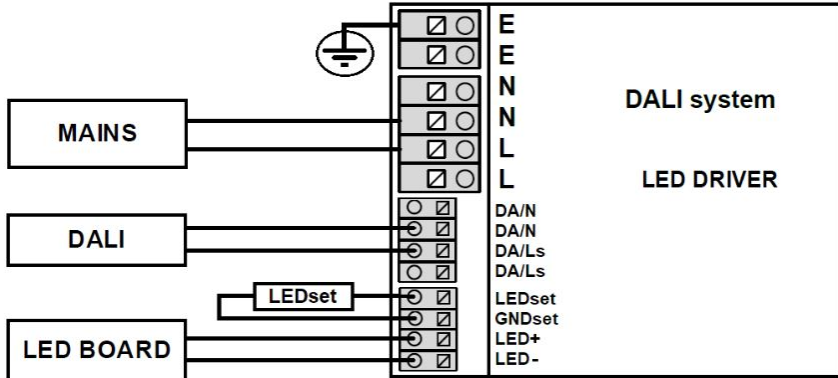 E
E
N
N
L
L
DALI system
LED DRIVER
MAINS
DALI
DA/N
DA/N
DA/Ls
DA/Ls
LEDset
LEDset
GNDset
LED+
LED-
LED BOARD